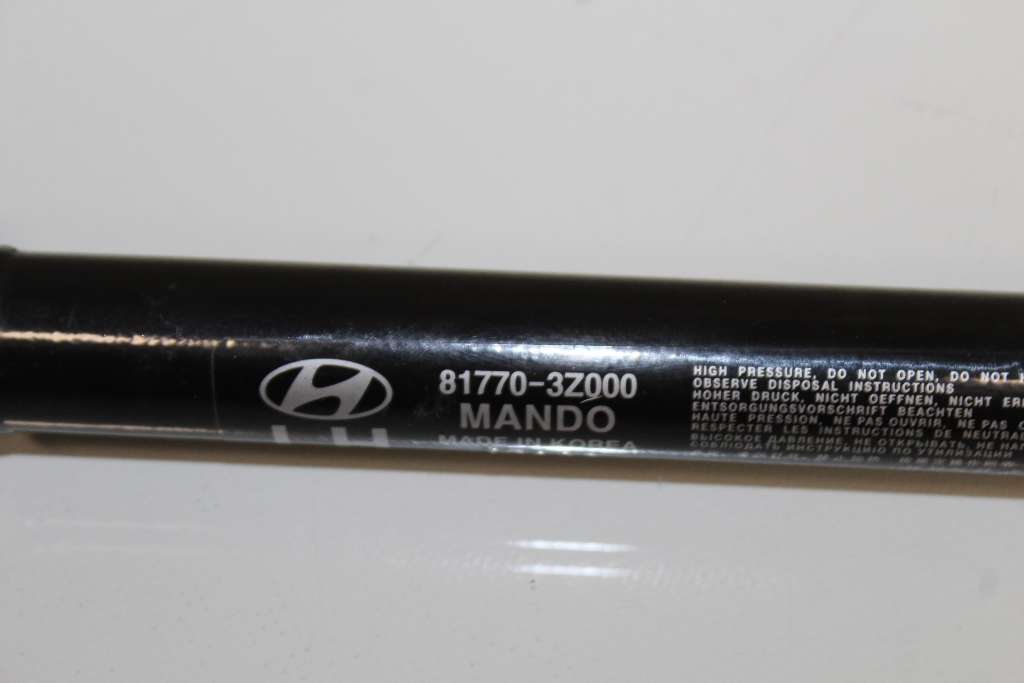 81770-3Z000
MANDO
MADE IN KOREA
LH
HIGH PRESSURE, DO NOT OPEN, DO NOT
OBSERVE DISPOSAL INSTRUCTIONS
HOHER DRUCK, NICHT OEFFNEN, NICHT
ENTSORGUNGSVORSCHRIFT BEACHTEN
HAUTE PRESSION, NE PAS OUVRIR, NE PAS
RESPECTER LES INSTRUCTIONS DE
ВЫСОКОЕ ДАВЛЕНИЕ, НЕ ОТКРЫВАТЬ, НЕ
ИНСТРУКЦИЮ ПО УТИЛИЗАЦИИ